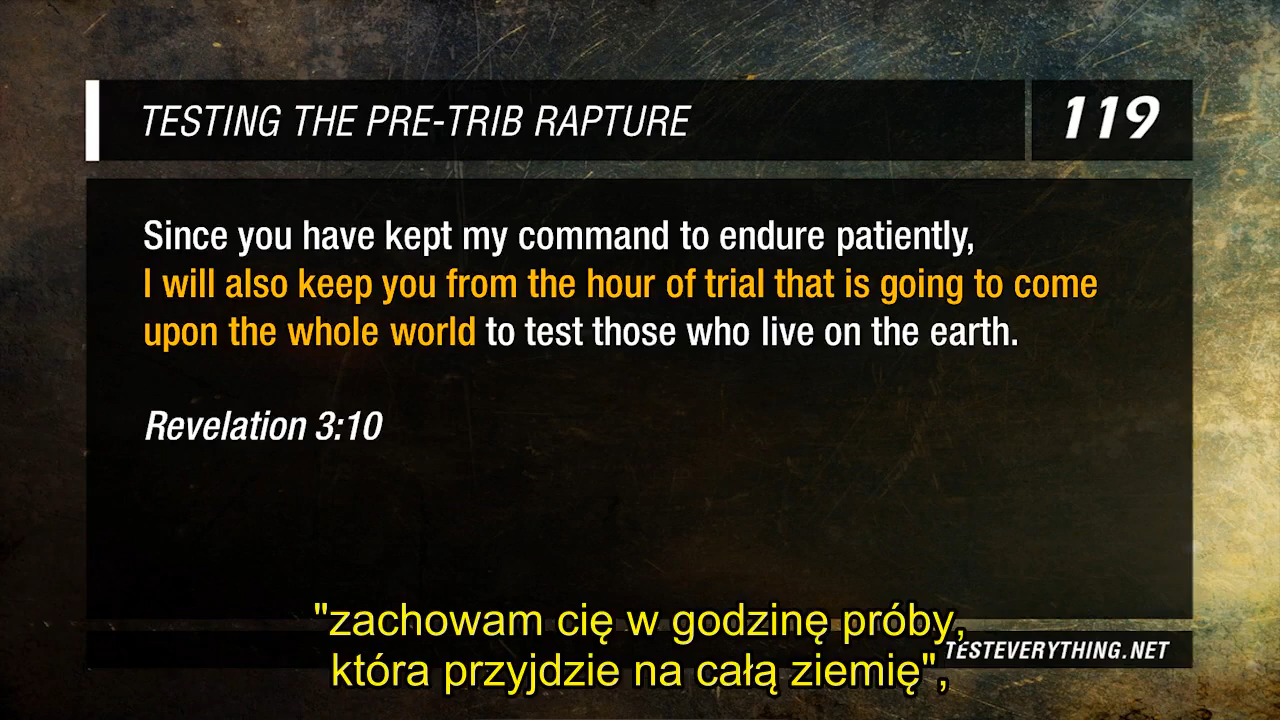 TESTING THE PRE-TRIB RAPTURE
119
Since you have kept my command to endure patiently,
I will also keep you from the hour of trial that is going to come
upon the whole world to test those who live on the earth.
Revelation 3:10
"zachowam cię w godzinę próby,
która przyjdzie na całą ziemię",
TESTEVERYTHING.NET